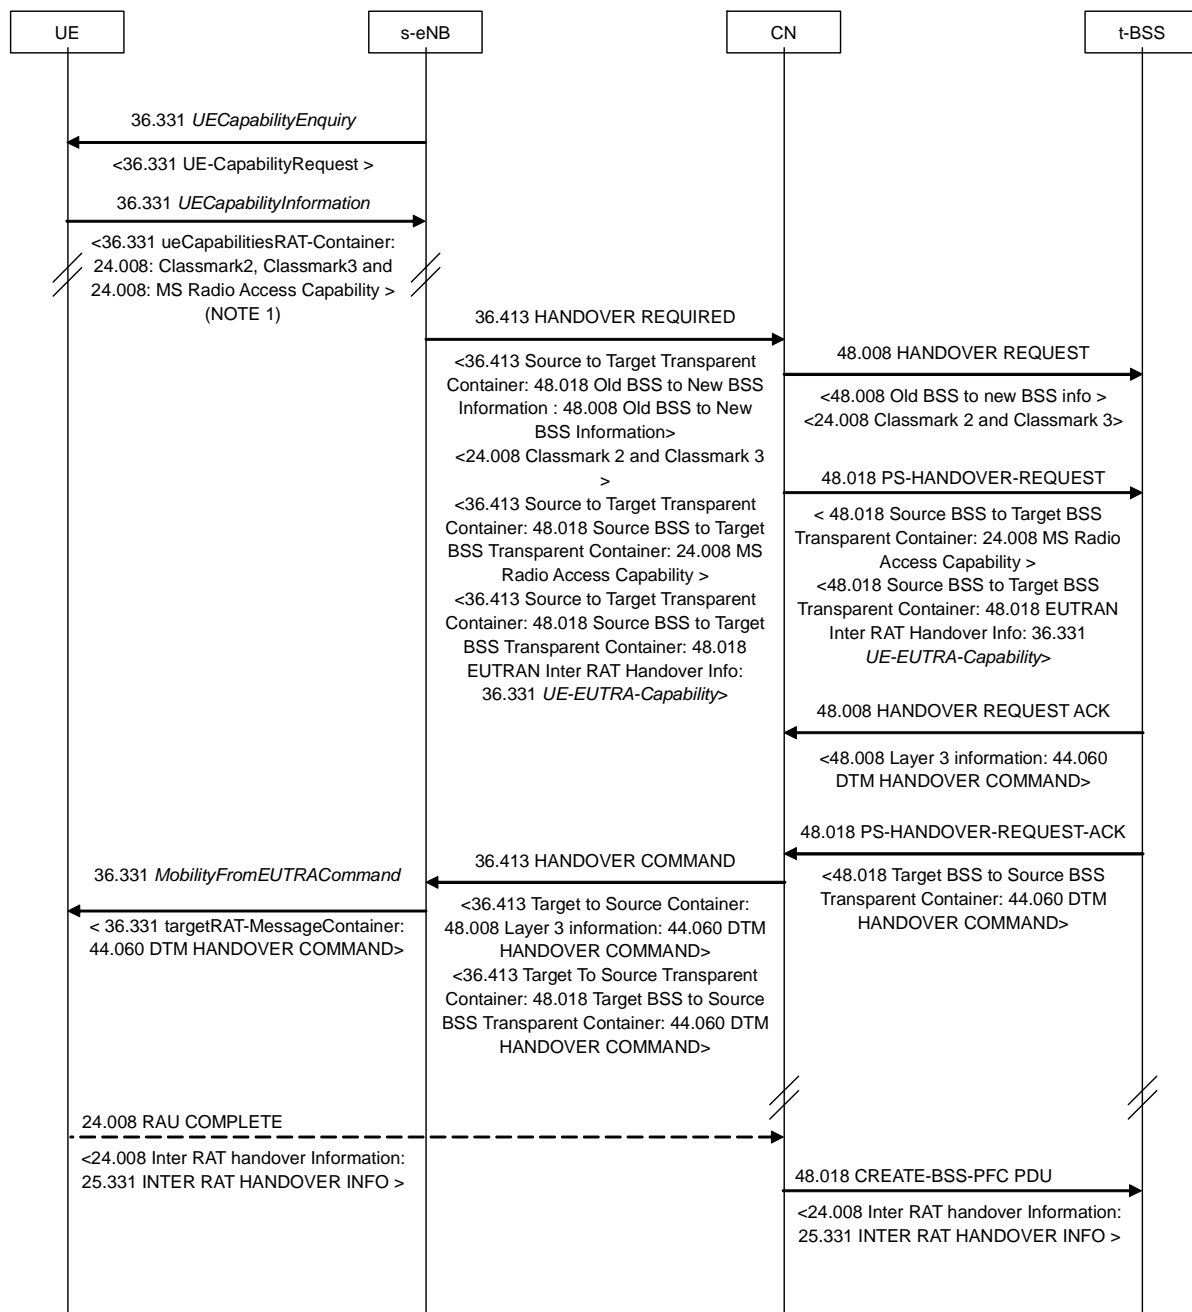 UE
s-eNB
CN
t-BSS
36.331 UECapabilityEnquiry
<36.331 UE-CapabilityRequest >
36.331 UECapabilityInformation
<36.331 ueCapabilitiesRAT-Container:
24.008: Classmark2, Classmark3 and
24.008: MS Radio Access Capability >
(NOTE 1)
36.413 HANDOVER REQUIRED
<36.413 Source to Target Transparent
Container: 48.018 Old BSS to New BSS
Information : 48.008 Old BSS to New
BSS Information>
<24.008 Classmark 2 and Classmark 3
>
<36.413 Source to Target Transparent
Container: 48.018 Source BSS to Target
BSS Transparent Container: 24.008 MS
Radio Access Capability >
<36.413 Source to Target Transparent
Container: 48.018 Source BSS to Target
BSS Transparent Container: 48.018
EUTRAN Inter RAT Handover Info:
36.331 UE-EUTRA-Capability>
48.008 HANDOVER REQUEST
<48.008 Old BSS to new BSS info >
<24.008 Classmark 2 and Classmark 3>
48.018 PS-HANDOVER-REQUEST
< 48.018 Source BSS to Target BSS
Transparent Container: 24.008 MS Radio
Access Capability >
<48.018 Source BSS to Target BSS
Transparent Container: 48.018 EUTRAN
Inter RAT Handover Info: 36.331
UE-EUTRA-Capability>
48.008 HANDOVER REQUEST ACK
<48.008 Layer 3 information: 44.060
DTM HANDOVER COMMAND>
48.018 PS-HANDOVER-REQUEST-ACK
<48.018 Target BSS to Source BSS
Transparent Container: 44.060 DTM
HANDOVER COMMAND>
36.413 HANDOVER COMMAND
<36.413 Target to Source Container:
48.008 Layer 3 information: 44.060 DTM
HANDOVER COMMAND>
<36.413 Target To Source Transparent
Container: 48.018 Target BSS to Source
BSS Transparent Container: 44.060 DTM
HANDOVER COMMAND>
36.331 MobilityFromEUTRACommand
< 36.331 targetRAT-MessageContainer:
44.060 DTM HANDOVER COMMAND>
24.008 RAU COMPLETE
<24.008 Inter RAT handover Information:
25.331 INTER RAT HANDOVER INFO >
48.018 CREATE-BSS-PFC PDU
<24.008 Inter RAT handover Information:
25.331 INTER RAT HANDOVER INFO >